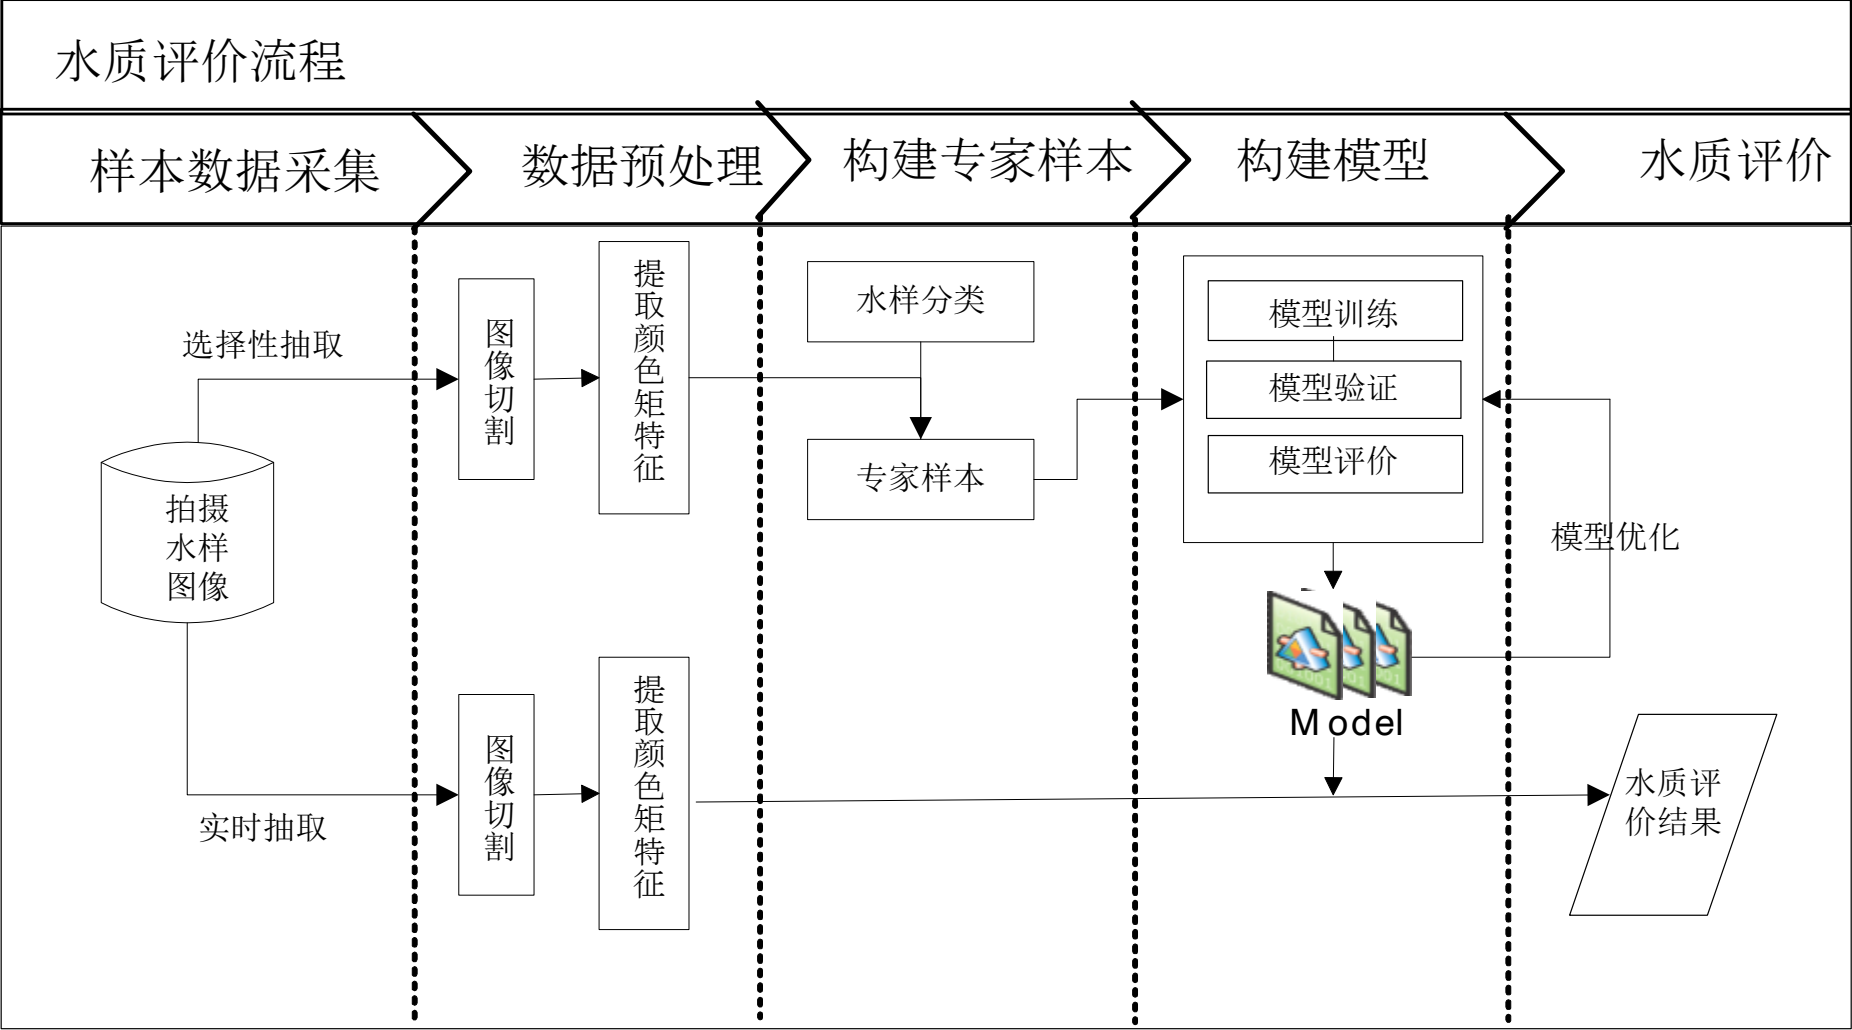 水质评价流程
样本数据采集
数据预处理
构建专家样本
构建模型
水质评价
选择性抽取
拍摄
水样
图像
实时抽取
图像切割
提取颜色矩特征
图像切割
提取颜色矩特征
水样分类
专家样本
模型训练
模型验证
模型评价
Model
模型优化
水质评
价结果